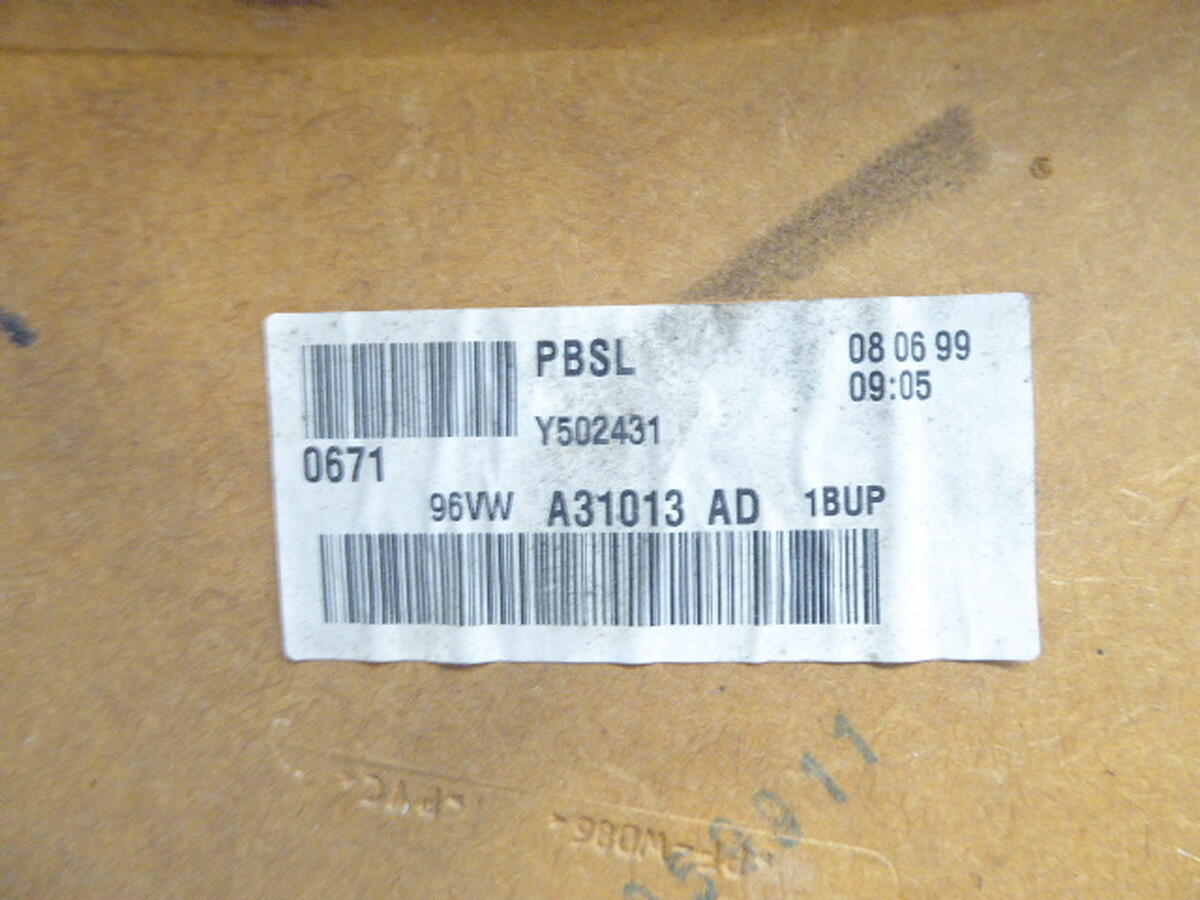 PBSL
08 06 99
09:05
Y502431
0671
96VW A31013 AD 1BUP